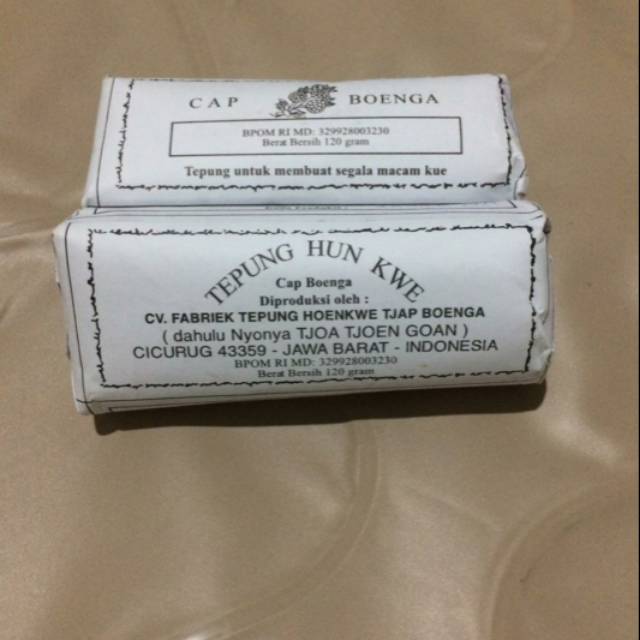 CAP BOENGA
BPOM RI MD: 329928003230
Berat Bersih 120 gram
Tepung untuk membuat segala macam kue
TEPUNG HUN KWE
Cap Boenga
Diproduksi oleh :
CV. FABRIEK TEPUNG HOENKWE TJAP BOENGA
( dahulu Nyonya TJOA TJOEN GOAN )
CICURUG 43359 - JAWA BARAT - INDONESIA
BPOM RI MD: 329928003230
Berat Bersih 120 gram